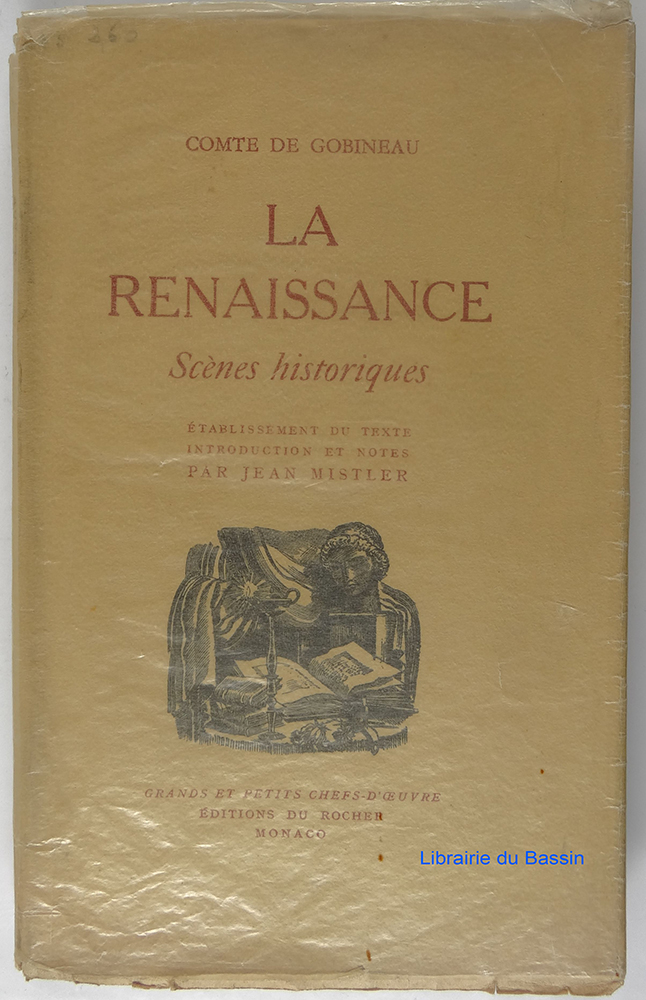 260
COMTE DE GOBINEAU
LA
RENAISSANCE
Scènes historiques
ÉTABLISSEMENT DU TEXTE
INTRODUCTION ET NOTES
PAR JEAN MISTLER
GRANDS ET PETITS CHEFS-D'ŒUVRE
ÉDITIONS DU ROCHER
MONACO
Librairie du Bassin